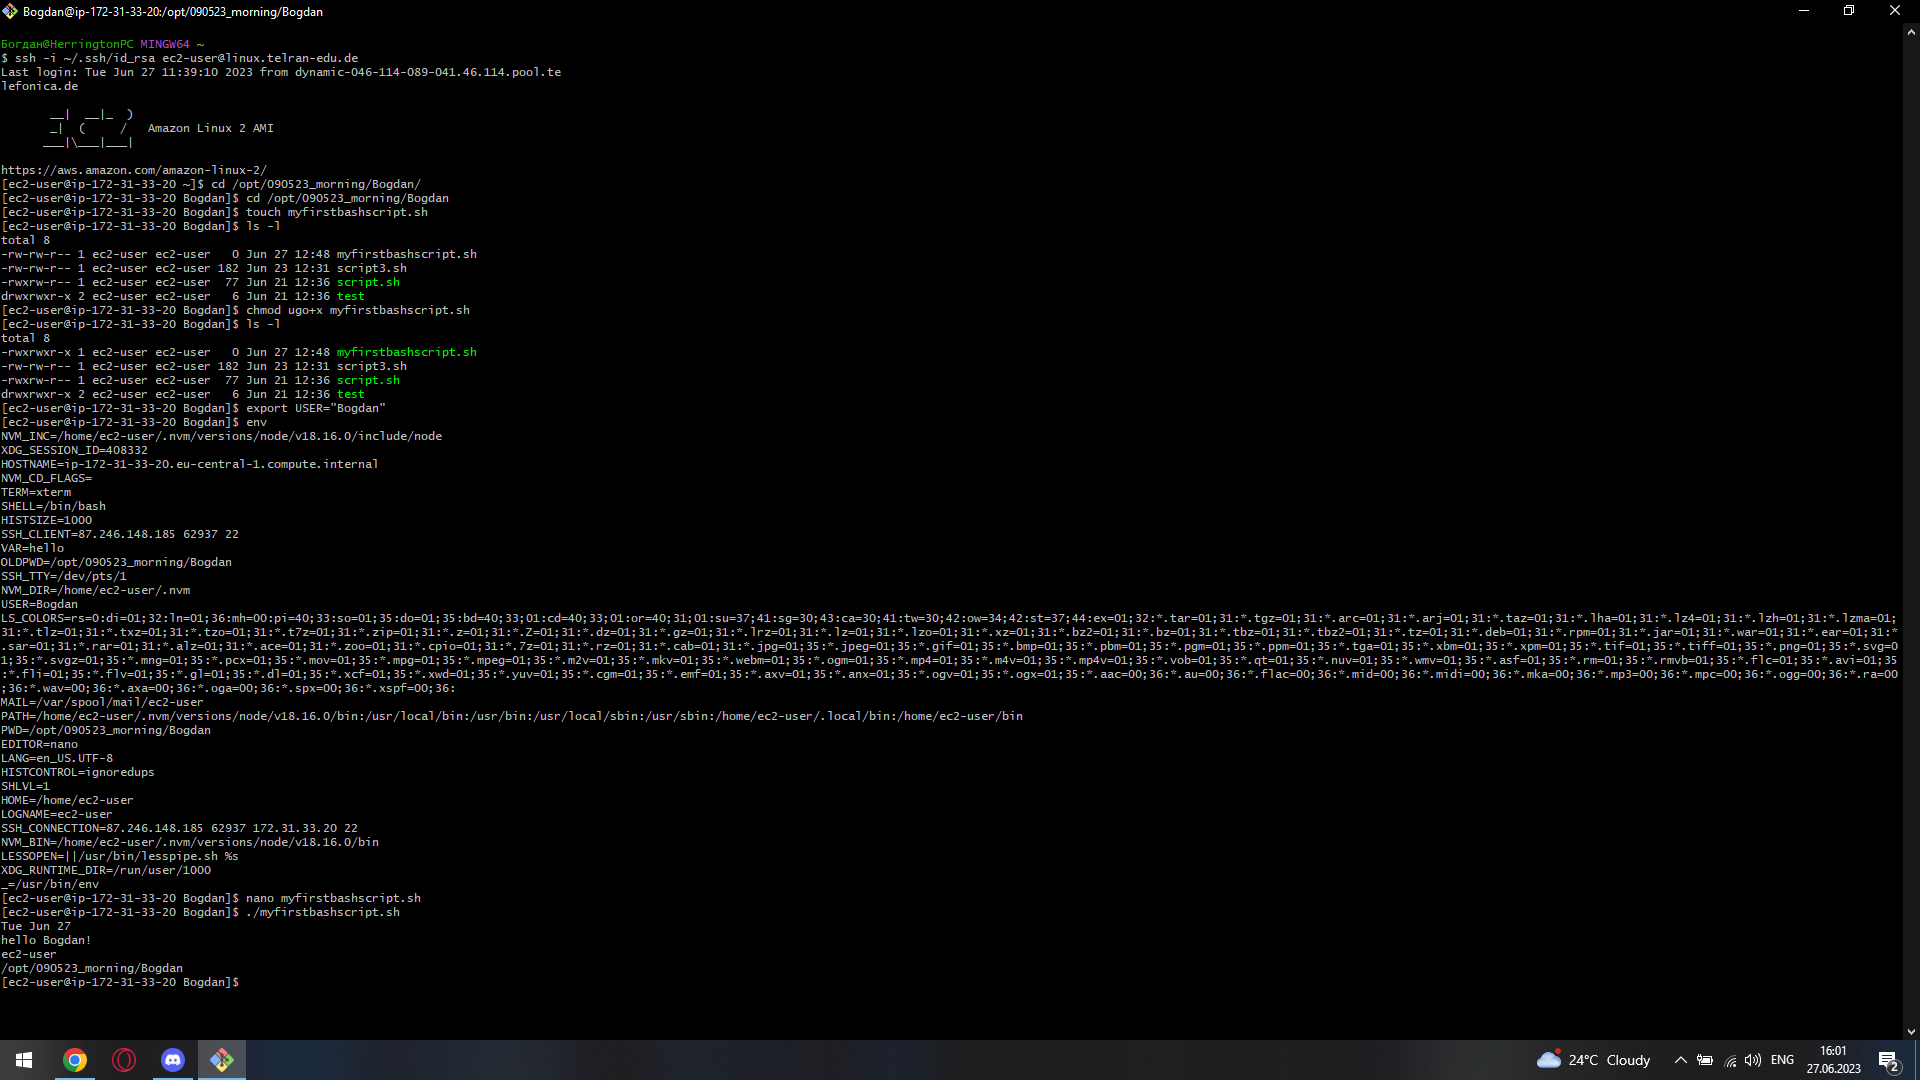 Bogdan@ip-172-31-33-20:/opt/090523_morning/Bogdan
Богдан@HerringtonPC MINGW64 ~
$ ssh -i ~/.ssh/id_rsa ec2-user@linux.telran-edu.de
Last login: Tue Jun 27 11:39:10 2023 from dynamic-046-114-089-041.46.114.pool.te
lefonica.de
       __|  __|_  )
       _|  (     /   Amazon Linux 2 AMI
      ___|\___|___|
https://aws.amazon.com/amazon-linux-2/
[ec2-user@ip-172-31-33-20 ~]$ cd /opt/090523_morning/Bogdan/
[ec2-user@ip-172-31-33-20 Bogdan]$ cd /opt/090523_morning/Bogdan
[ec2-user@ip-172-31-33-20 Bogdan]$ touch myfirstbashscript.sh
[ec2-user@ip-172-31-33-20 Bogdan]$ ls -l
total 8
-rw-rw-r-- 1 ec2-user ec2-user   0 Jun 27 12:48 myfirstbashscript.sh
-rw-rw-r-- 1 ec2-user ec2-user 182 Jun 23 12:31 script3.sh
-rwxrw-r-- 1 ec2-user ec2-user  77 Jun 21 12:36 script.sh
drwxrwxr-x 2 ec2-user ec2-user   6 Jun 21 12:36 test
[ec2-user@ip-172-31-33-20 Bogdan]$ chmod ugo+x myfirstbashscript.sh
[ec2-user@ip-172-31-33-20 Bogdan]$ ls -l
total 8
-rwxrwxr-x 1 ec2-user ec2-user   0 Jun 27 12:48 myfirstbashscript.sh
-rw-rw-r-- 1 ec2-user ec2-user 182 Jun 23 12:31 script3.sh
-rwxrw-r-- 1 ec2-user ec2-user  77 Jun 21 12:36 script.sh
drwxrwxr-x 2 ec2-user ec2-user   6 Jun 21 12:36 test
[ec2-user@ip-172-31-33-20 Bogdan]$ export USER="Bogdan"
[ec2-user@ip-172-31-33-20 Bogdan]$ env
NVM_INC=/home/ec2-user/.nvm/versions/node/v18.16.0/include/node
XDG_SESSION_ID=408332
HOSTNAME=ip-172-31-33-20.eu-central-1.compute.internal
NVM_CD_FLAGS=
TERM=xterm
SHELL=/bin/bash
HISTSIZE=1000
SSH_CLIENT=87.246.148.185 62937 22
VAR=hello
OLDPWD=/opt/090523_morning/Bogdan
SSH_TTY=/dev/pts/1
NVM_DIR=/home/ec2-user/.nvm
USER=Bogdan
LS_COLORS=rs=0:di=01;32:ln=01;36:mh=00:pi=40;33:so=01;35:do=01;35:bd=40;33;01:cd=40;33;01:or=40;31;01:su=37;41:sg=30;43:ca=30;41:tw=30;42:ow=34;42:st=37;44:ex=01;32:*.tar=01;31:*.tgz=01;31:*.arc=01;31:*.arj=01;31:*.taz=01;31:*.lha=01;31:*.lz4=01;31:*.lzh=01;31:*.lzma=01;
31:*.tlz=01;31:*.txz=01;31:*.tzo=01;31:*.t7z=01;31:*.zip=01;31:*.z=01;31:*.Z=01;31:*.dz=01;31:*.gz=01;31:*.lrz=01;31:*.lz=01;31:*.lzo=01;31:*.xz=01;31:*.bz2=01;31:*.bz=01;31:*.tbz=01;31:*.tbz2=01;31:*.tz=01;31:*.deb=01;31:*.rpm=01;31:*.jar=01;31:*.war=01;31:*.ear=01;31:*
.sar=01;31:*.rar=01;31:*.alz=01;31:*.ace=01;31:*.zoo=01;31:*.cpio=01;31:*.7z=01;31:*.rz=01;31:*.cab=01;31:*.jpg=01;35:*.jpeg=01;35:*.gif=01;35:*.bmp=01;35:*.pbm=01;35:*.pgm=01;35:*.ppm=01;35:*.tga=01;35:*.xbm=01;35:*.xpm=01;35:*.tif=01;35:*.tiff=01;35:*.png=01;35:*.svg=0
1;35:*.svgz=01;35:*.mng=01;35:*.pcx=01;35:*.mov=01;35:*.mpg=01;35:*.mpeg=01;35:*.m2v=01;35:*.mkv=01;35:*.webm=01;35:*.ogm=01;35:*.mp4=01;35:*.m4v=01;35:*.mp4v=01;35:*.vob=01;35:*.qt=01;35:*.nuv=01;35:*.wmv=01;35:*.asf=01;35:*.rm=01;35:*.rmvb=01;35:*.flc=01;35:*.avi=01;35
:*.fli=01;35:*.flv=01;35:*.gl=01;35:*.dl=01;35:*.xcf=01;35:*.xwd=01;35:*.yuv=01;35:*.cgm=01;35:*.emf=01;35:*.axv=01;35:*.anx=01;35:*.ogv=01;35:*.ogx=01;35:*.aac=00;36:*.au=00;36:*.flac=00;36:*.mid=00;36:*.midi=00;36:*.mka=00;36:*.mp3=00;36:*.mpc=00;36:*.ogg=00;36:*.ra=00
;36:*.wav=00;36:*.axa=00;36:*.oga=00;36:*.spx=00;36:*.xspf=00;36:
MAIL=/var/spool/mail/ec2-user
PATH=/home/ec2-user/.nvm/versions/node/v18.16.0/bin:/usr/local/bin:/usr/bin:/usr/local/sbin:/usr/sbin:/home/ec2-user/.local/bin:/home/ec2-user/bin
PWD=/opt/090523_morning/Bogdan
EDITOR=nano
LANG=en_US.UTF-8
HISTCONTROL=ignoredups
SHLVL=1
HOME=/home/ec2-user
LOGNAME=ec2-user
SSH_CONNECTION=87.246.148.185 62937 172.31.33.20 22
NVM_BIN=/home/ec2-user/.nvm/versions/node/v18.16.0/bin
LESSOPEN=||/usr/bin/lesspipe.sh %s
XDG_RUNTIME_DIR=/run/user/1000
_=/usr/bin/env
[ec2-user@ip-172-31-33-20 Bogdan]$ nano myfirstbashscript.sh
[ec2-user@ip-172-31-33-20 Bogdan]$ ./myfirstbashscript.sh
Tue Jun 27
hello Bogdan!
ec2-user
/opt/090523_morning/Bogdan
[ec2-user@ip-172-31-33-20 Bogdan]$
24°C Cloudy
ENG
16:01
27.06.2023
2